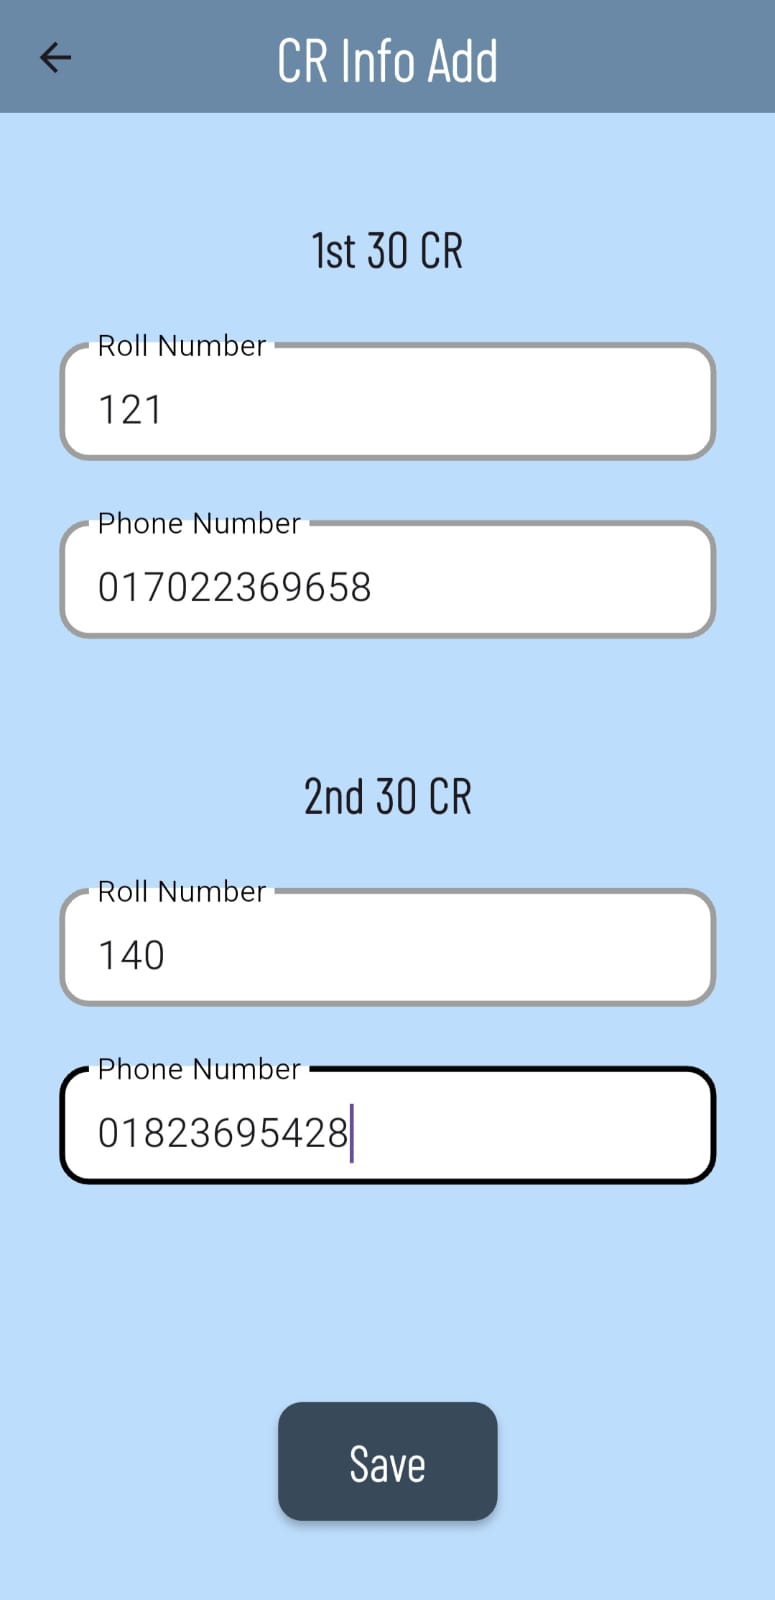 CR Info Add
1st 30 CR
Roll Number
121
Phone Number
017022369658
2nd 30 CR
Roll Number
140
Phone Number
01823695428
Save